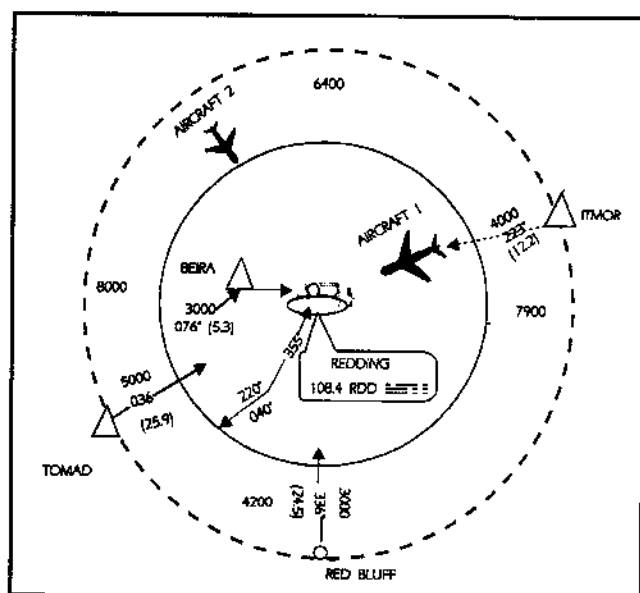 6400
AIRCRAFT 2
ITMOR
4000
223°
(12.2)
AIRCRAFT 1
BEIRA
8000
3000
076° (5.3)
7900
355°
REDDING
108.4 RDD
5000
036
(25.9)
220°
040°
TOMAD
4200
3000
336
(24.5)
RED BLUFF